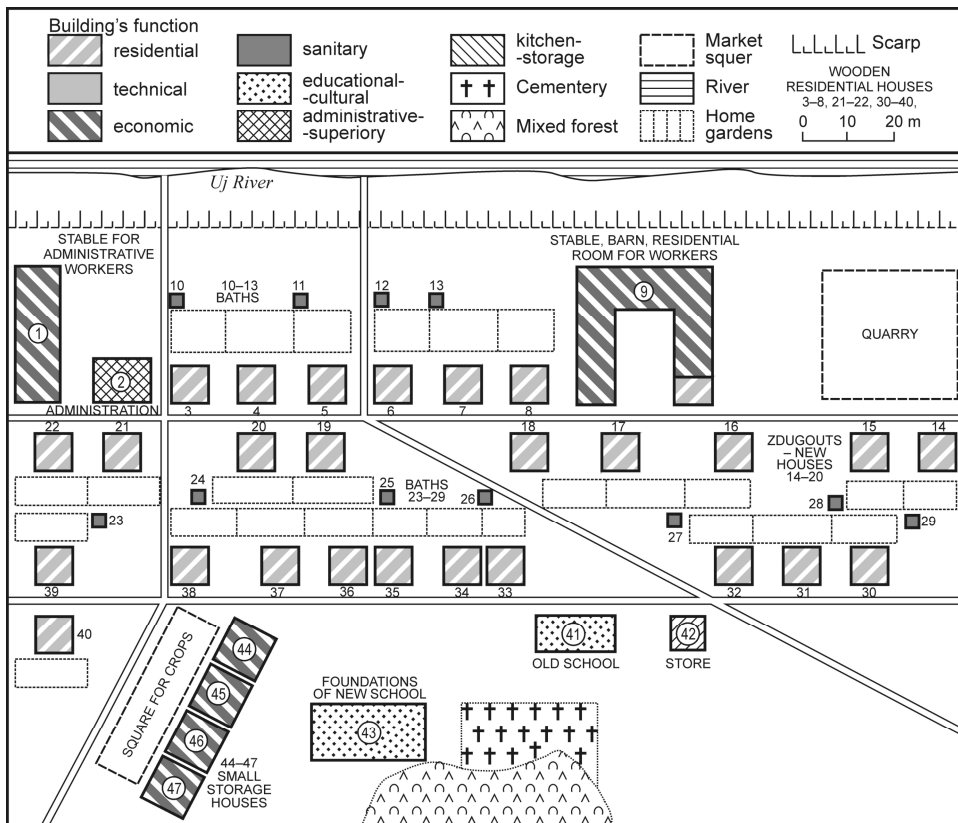 Building's function
residential
technical
economic
sanitary
educational-
-cultural
administrative-
-superiory
kitchen-
-storage
Cementery
Mixed forest
Market
squer
River
Home
gardens
Scarp
WOODEN
RESIDENTIAL HOUSES
3–8, 21–22, 30–40,
0 10 20 m
Uj River
STABLE FOR
ADMINISTRATIVE
WORKERS
STABLE, BARN, RESIDENTIAL
ROOM FOR WORKERS
10
10–13
BATHS
11
12
13
9
1
QUARRY
2
ADMINISTRATION
3
4
5
6
7
8
22
21
20
19
18
17
16
ZDUGOUTS
– NEW
HOUSES
14–20
15
14
24
BATHS
23–29
25
26
28
23
27
29
39
38
37
36
35
34
33
32
31
30
40
SQUARE FOR CROPS
44
45
46
47
44–47
SMALL
STORAGE
HOUSES
41
OLD SCHOOL
42
STORE
FOUNDATIONS
OF NEW SCHOOL
43